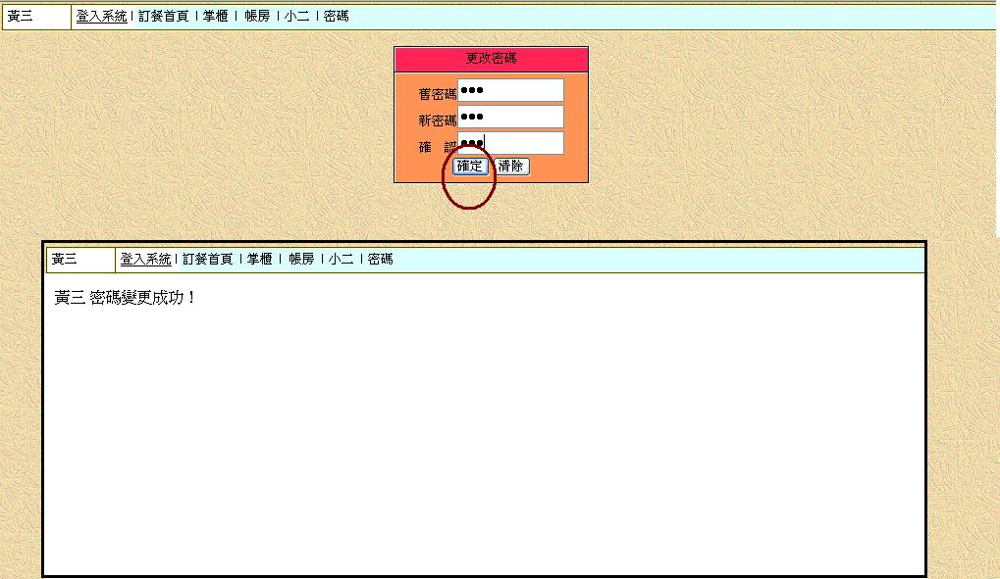 黃三 登入系統 | 訂餐首頁 | 掌櫃 | 帳房 | 小二 | 密碼
更改密碼
舊密碼
新密碼
確 認
確定 清除
黃三 登入系統 | 訂餐首頁 | 掌櫃 | 帳房 | 小二 | 密碼
黃三 密碼變更成功！